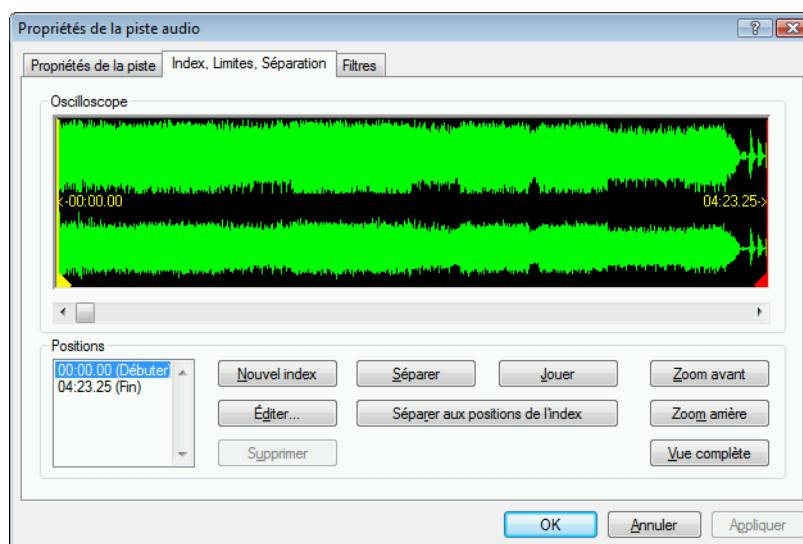 Propriétés de la piste audio
Propriétés de la piste Index, Limites, Séparation Filtres
Oscilloscope
<-00:00.00 04:23.25->
Positions
00:00.00 (Débuter)
04:23.25 (Fin)
Nouvel index Séparer Jouer Zoom avant
Éditer... Séparer aux positions de l'index Zoom arrière
Supprimer Vue complète
OK Annuler Appliquer